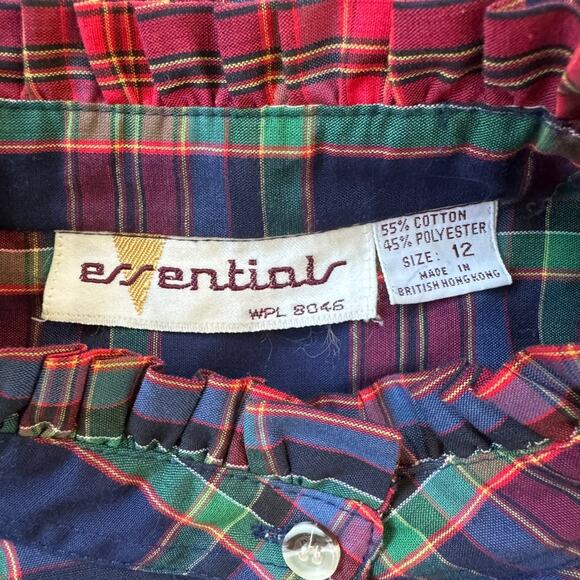 essentials
WPL 8046
55% COTTON
45% POLYESTER
SIZE: 12
MADE IN
BRITISH HONG KONG